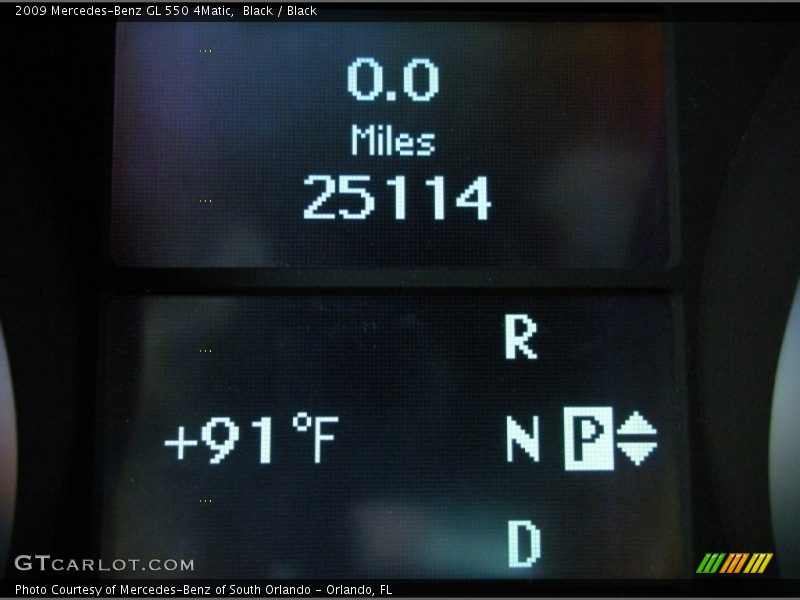 2009 Mercedes-Benz GL 550 4Matic,  Black / Black
0.0
Miles
25114
R
+91°F
N P
D
GTCARLOT.COM
Photo Courtesy of Mercedes-Benz of South Orlando - Orlando, FL